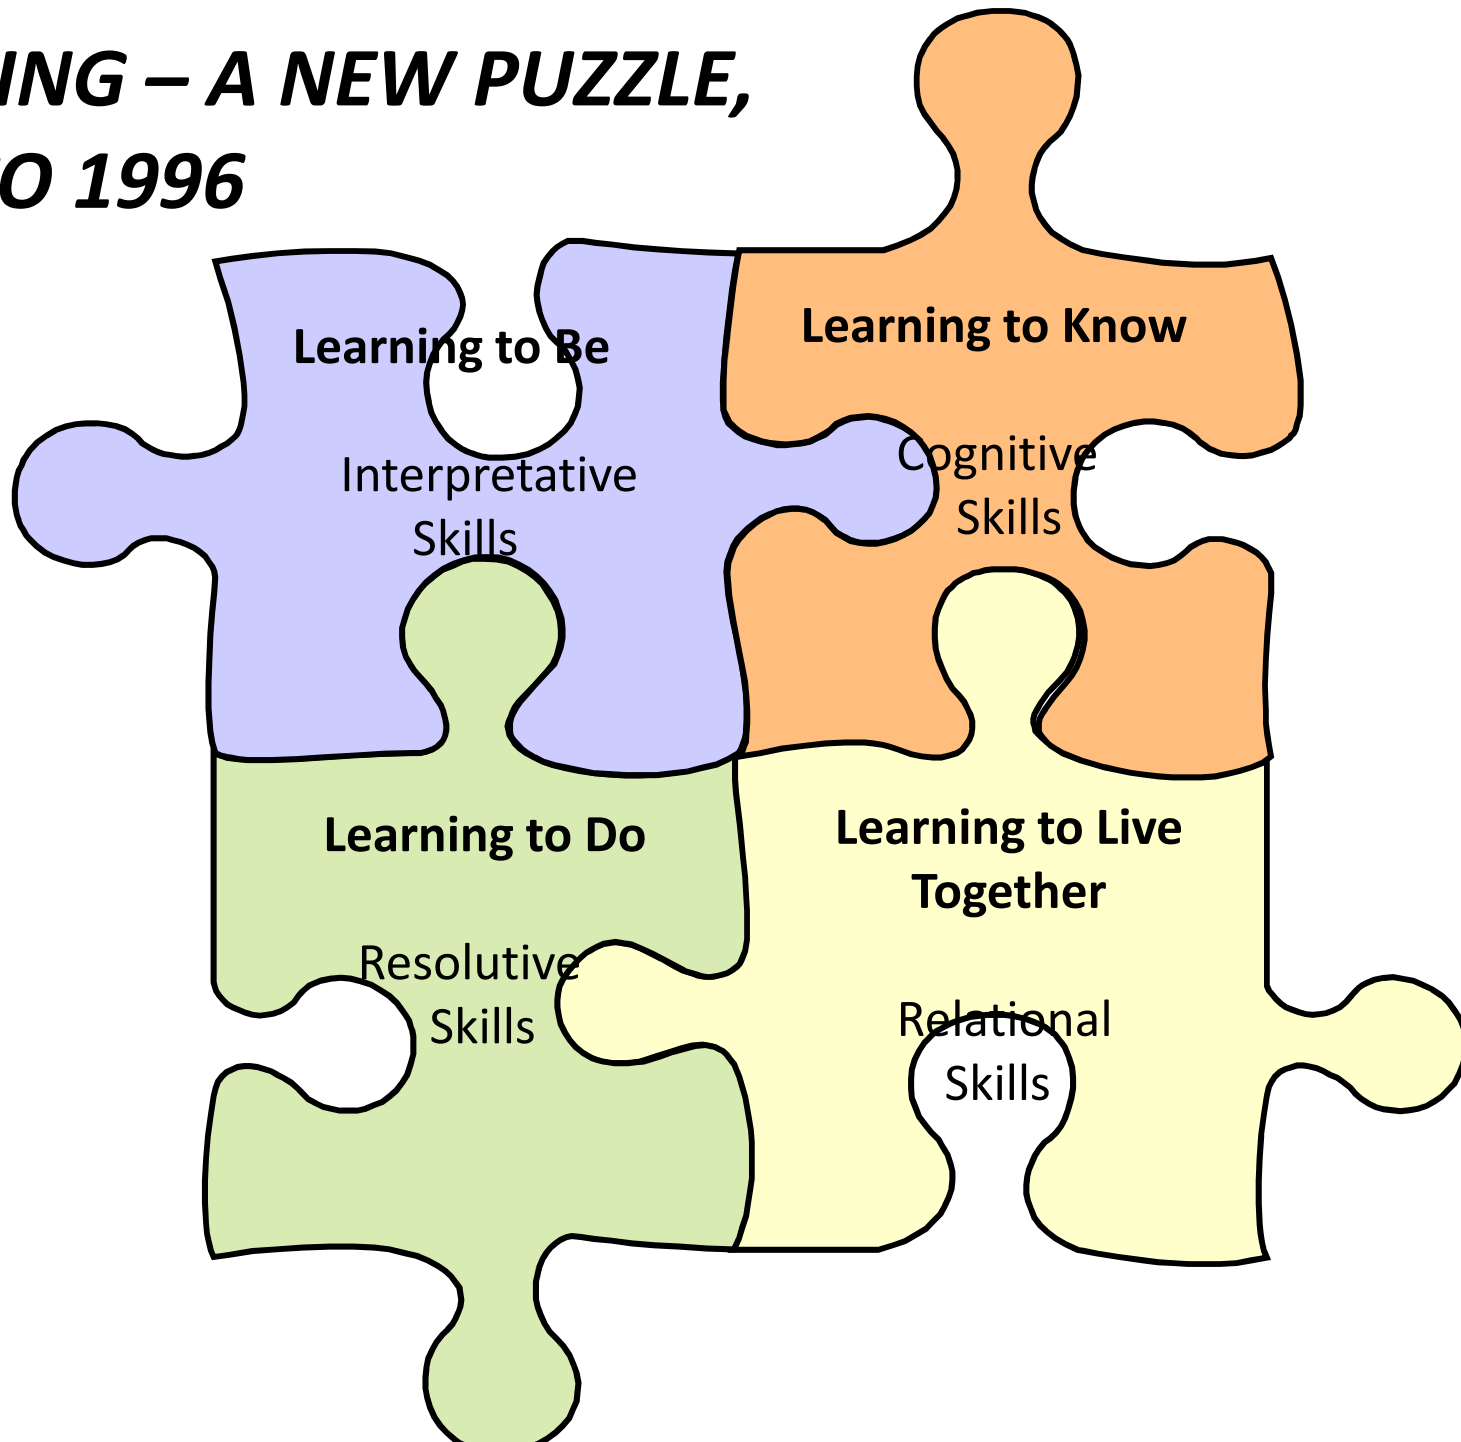 ING – A NEW PUZZLE,
O 1996
Learning to Be
Interpretative
Skills
Learning to Know
Cognitive
Skills
Learning to Do
Resolutive
Skills
Learning to Live
Together
Relational
Skills